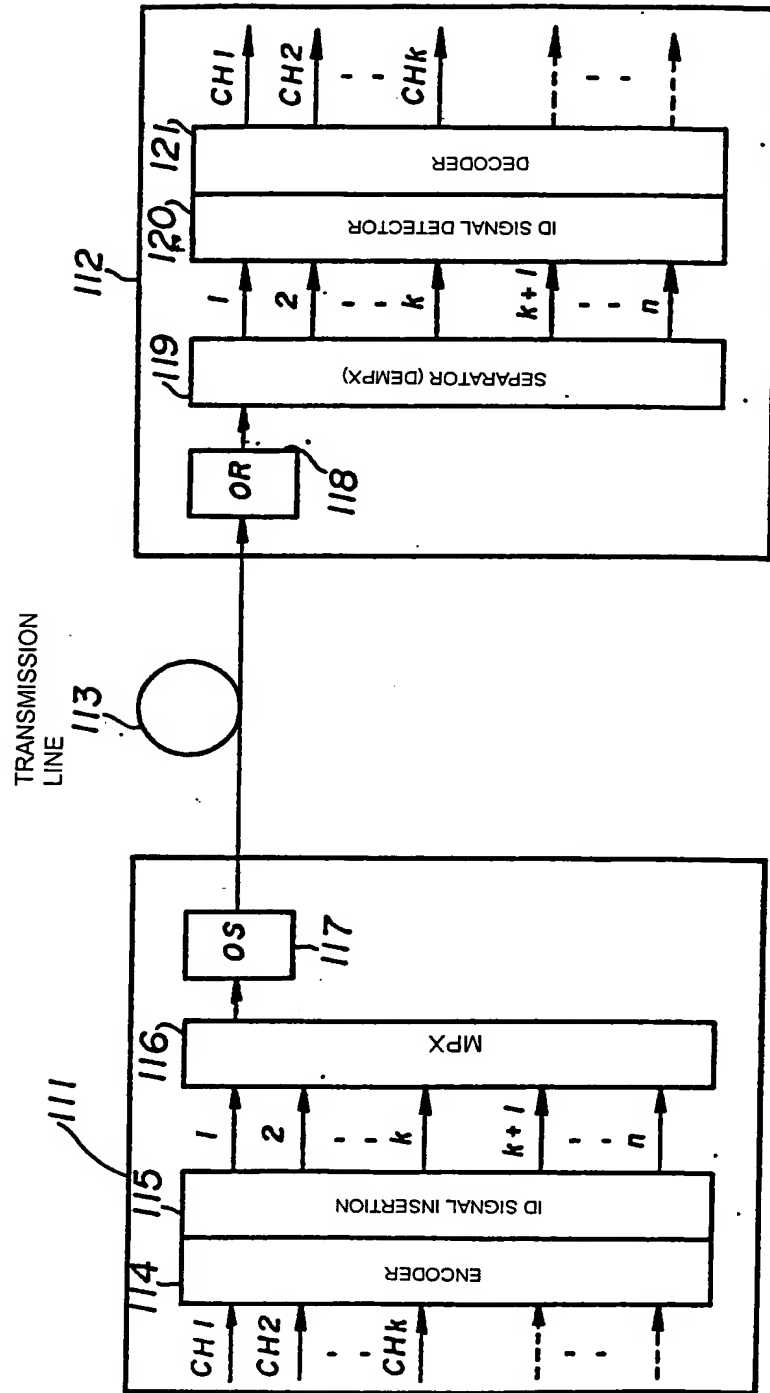 111
114
115
116
CH1
CH2
- - CHk
- -
ENCODER
ID SIGNAL INSERTION
1
2
- - k
k+1
- - n
MPX
OS
117
TRANSMISSION
LINE
113
112
OR
118
119
SEPARATOR (DEMPX)
1
2
- - k
k+1
- - n
120
121
ID SIGNAL DETECTOR
DECODER
CH1
CH2
- - CHk
- -